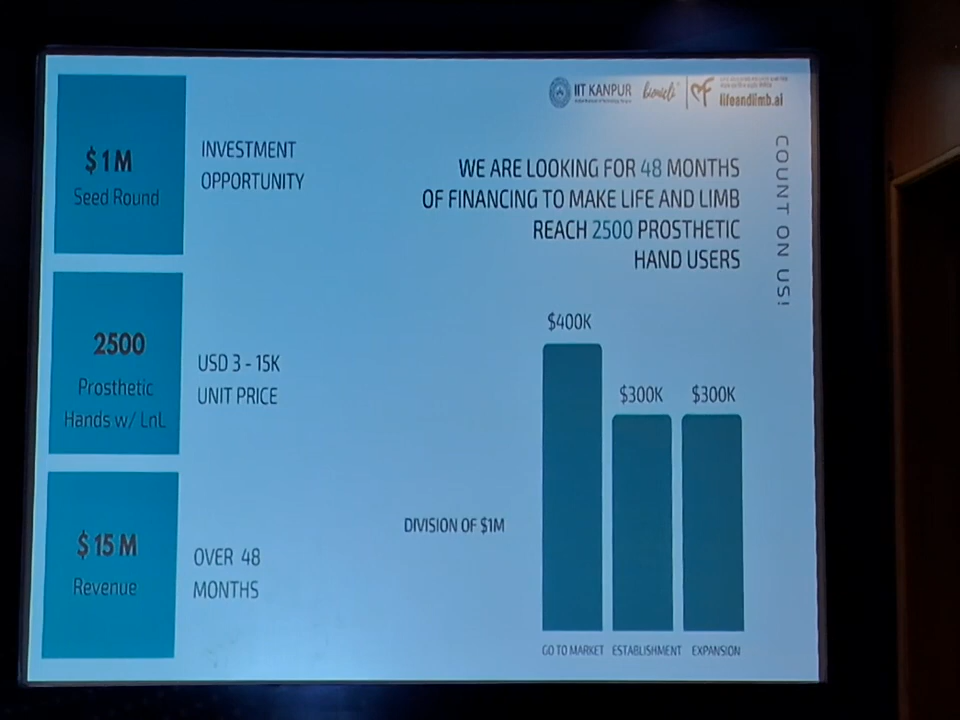 $1M
Seed Round
INVESTMENT
OPPORTUNITY
2500
Prosthetic
Hands w/ LnL
USD 3 - 15K
UNIT PRICE
$15M
Revenue
OVER 48
MONTHS
IIT KANPUR
lifeandlimb.ai
WE ARE LOOKING FOR 48 MONTHS
OF FINANCING TO MAKE LIFE AND LIMB
REACH 2500 PROSTHETIC
HAND USERS
COUNT ON US!
DIVISION OF $1M
$400K
$300K
$300K
GO TO MARKET
ESTABLISHMENT
EXPANSION